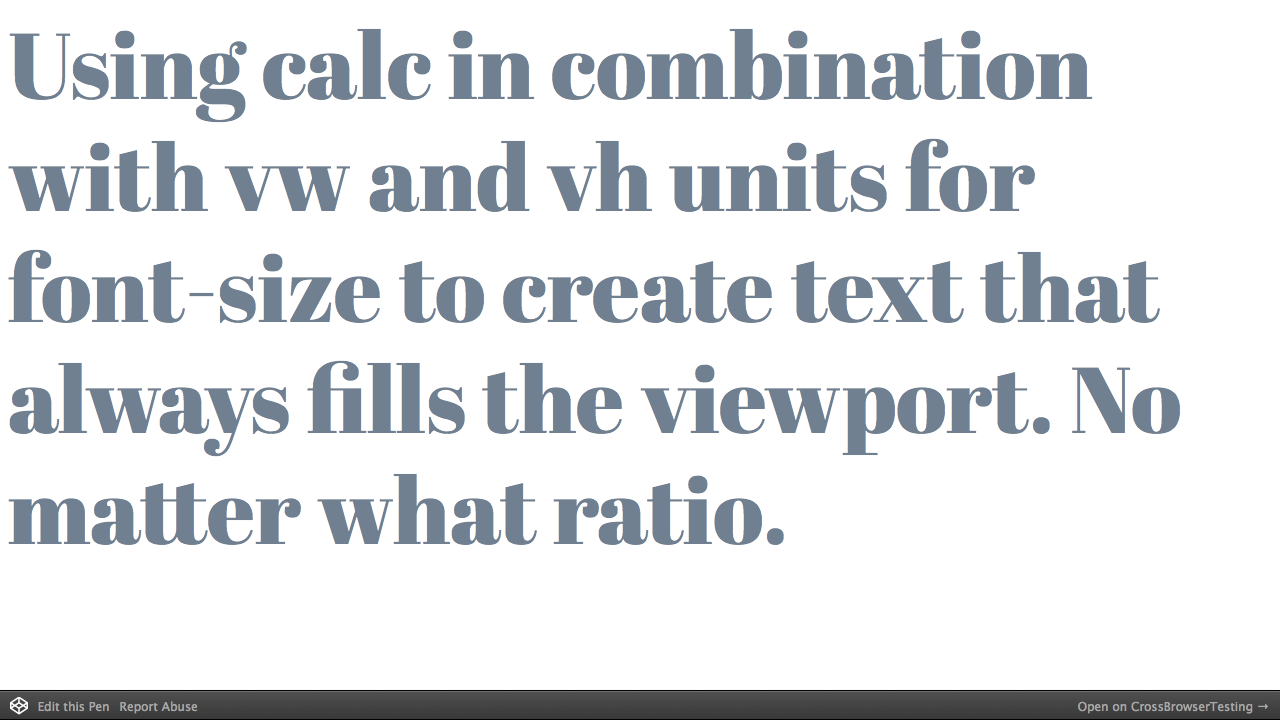 Using calc in combination
with vw and vh units for
font-size to create text that
always fills the viewport. No
matter what ratio.
Edit this Pen Report Abuse Open on CrossBrowserTesting →